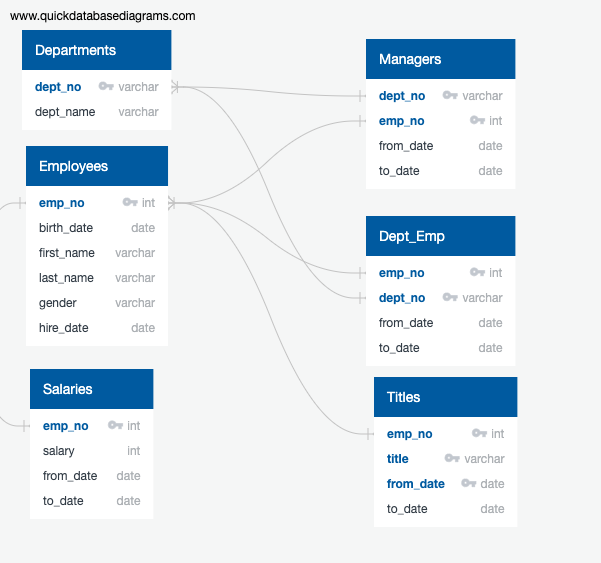 www.quickdatabasediagrams.com
Departments
dept_no varchar
dept_name varchar
Employees
emp_no int
birth_date date
first_name varchar
last_name varchar
gender varchar
hire_date date
Salaries
emp_no int
salary int
from_date date
to_date date
Managers
dept_no varchar
emp_no int
from_date date
to_date date
Dept_Emp
emp_no int
dept_no varchar
from_date date
to_date date
Titles
emp_no int
title varchar
from_date date
to_date date